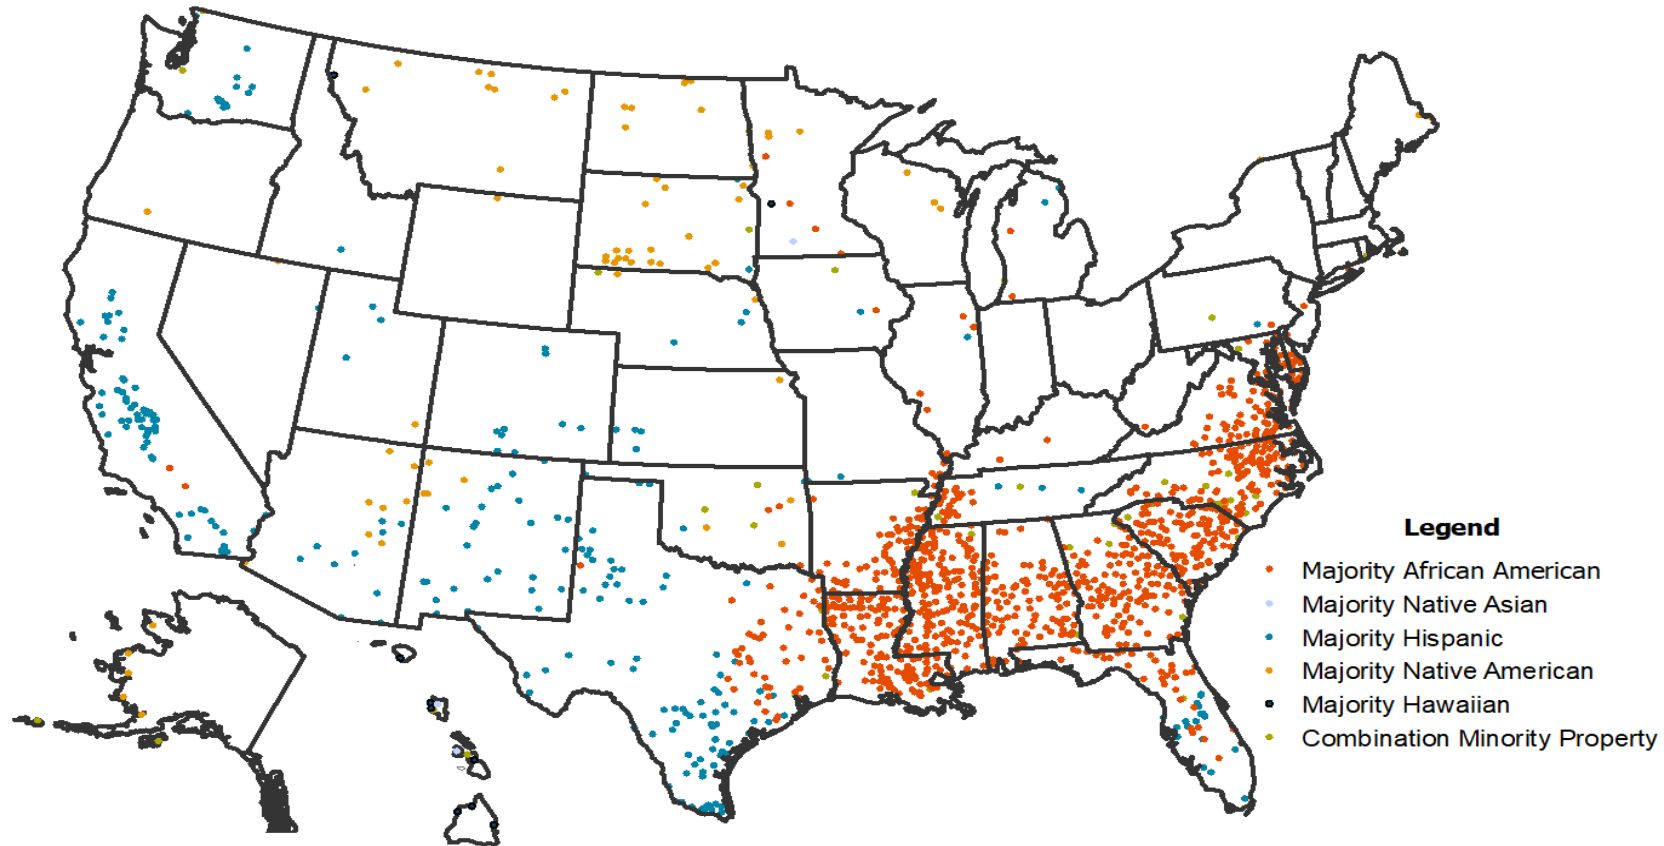 Legend
Majority African American
Majority Native Asian
Majority Hispanic
Majority Native American
Majority Hawaiian
Combination Minority Property